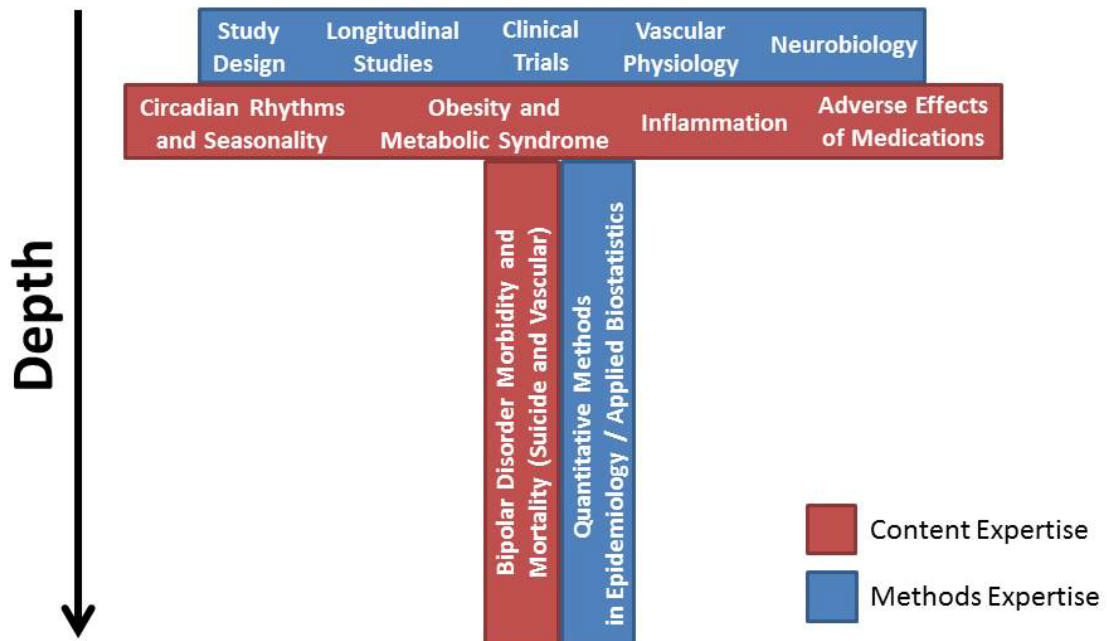 Study Design
Longitudinal Studies
Clinical Trials
Vascular Physiology
Neurobiology
Circadian Rhythms and Seasonality
Obesity and Metabolic Syndrome
Inflammation
Adverse Effects of Medications
Depth
Bipolar Disorder Morbidity and
Mortality (Suicide and Vascular)
Quantitative Methods
in Epidemiology / Applied Biostatistics
Content Expertise
Methods Expertise